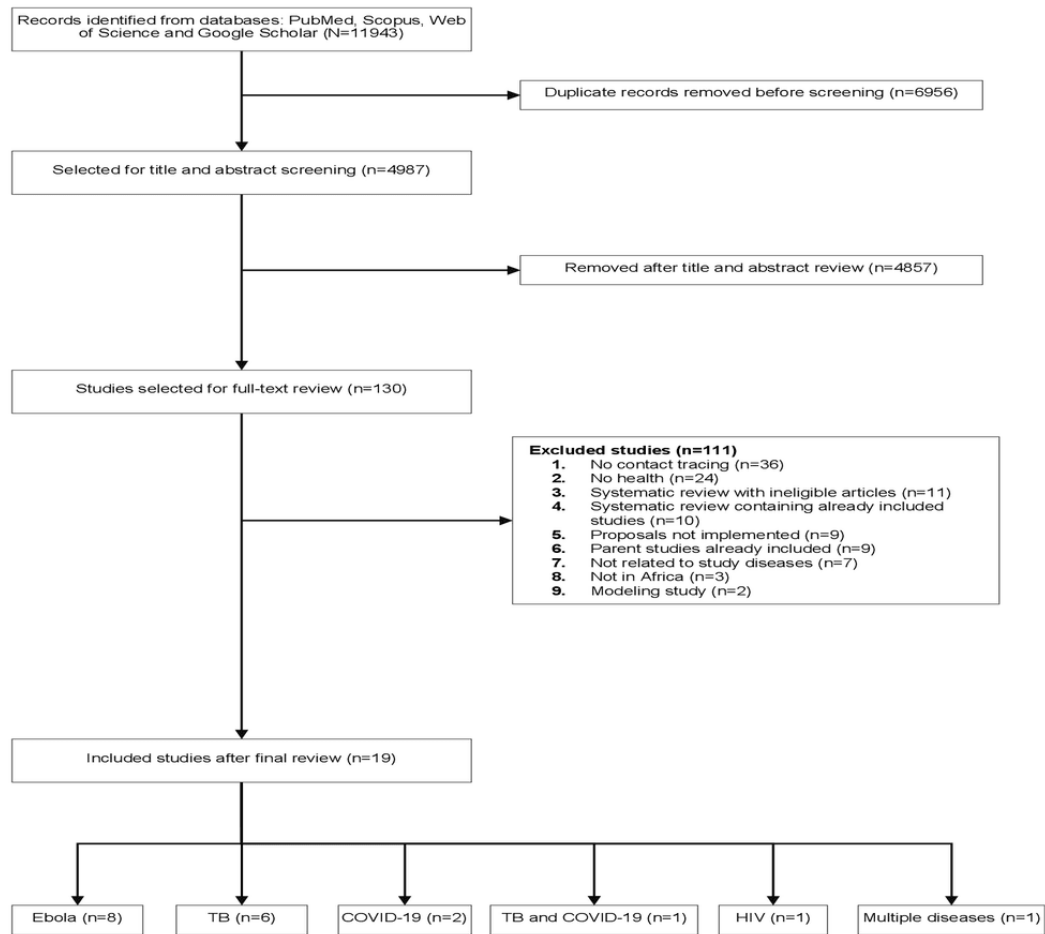 Records identified from databases: PubMed, Scopus, Web
of Science and Google Scholar (N=11943)
Duplicate records removed before screening (n=6956)
Selected for title and abstract screening (n=4987)
Removed after title and abstract review (n=4857)
Studies selected for full-text review (n=130)
Excluded studies (n=111)
1. No contact tracing (n=36)
2. No health (n=24)
3. Systematic review with ineligible articles (n=11)
4. Systematic review containing already included
studies (n=10)
5. Proposals not implemented (n=9)
6. Parent studies already included (n=9)
7. Not related to study diseases (n=7)
8. Not in Africa (n=3)
9. Modeling study (n=2)
Included studies after final review (n=19)
Ebola (n=8)
TB (n=6)
COVID-19 (n=2)
TB and COVID-19 (n=1)
HIV (n=1)
Multiple diseases (n=1)